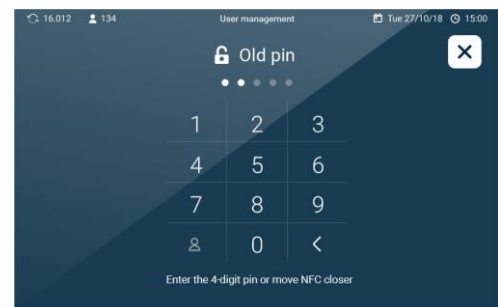 16.012 134 User management Tue 27/10/18 15:00
Old pin
1 2 3
4 5 6
7 8 9
0
Enter the 4-digit pin or move NFC closer